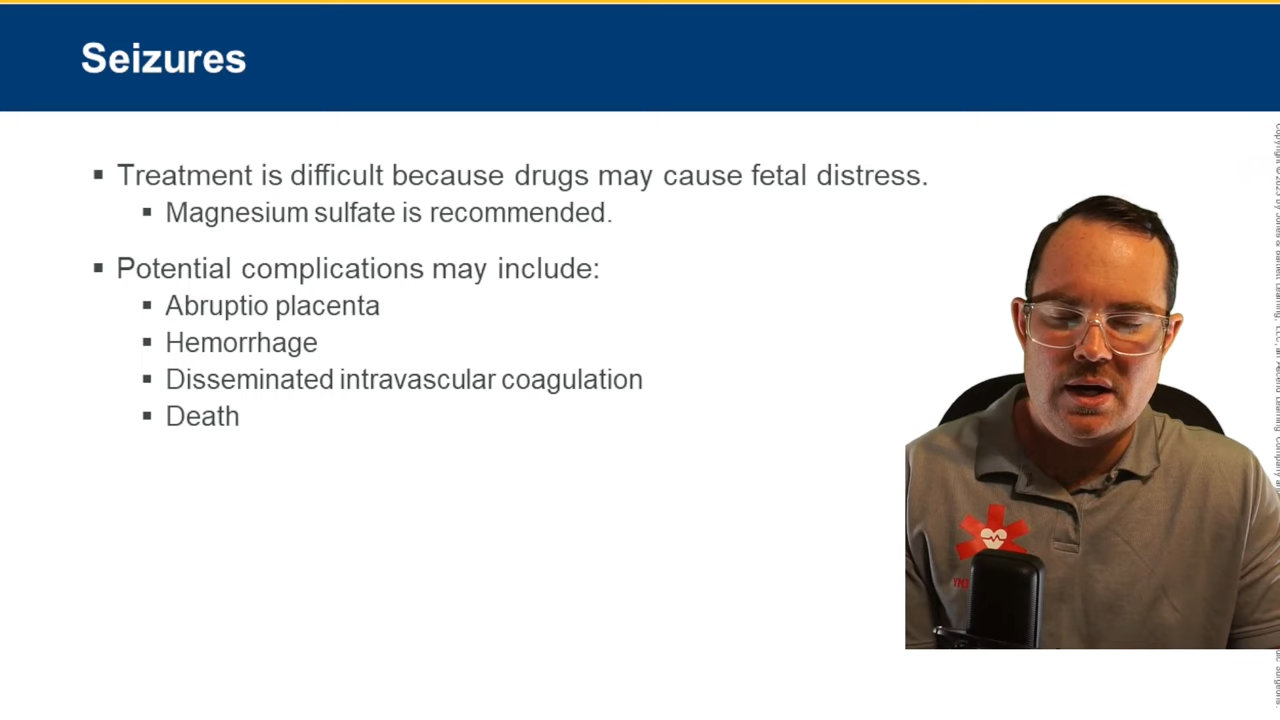 Seizures
▪ Treatment is difficult because drugs may cause fetal distress.
▪ Magnesium sulfate is recommended.
▪ Potential complications may include:
▪ Abruptio placenta
▪ Hemorrhage
▪ Disseminated intravascular coagulation
▪ Death